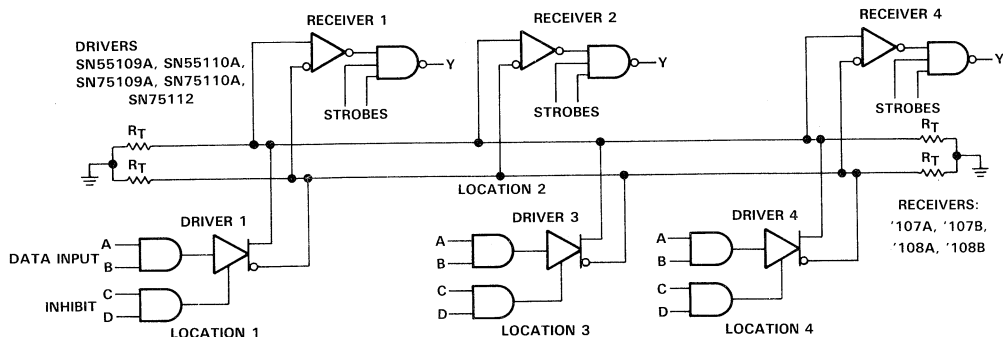 RECEIVER 1
RECEIVER 2
RECEIVER 4
DRIVERS
SN55109A, SN55110A,
SN75109A, SN75110A,
SN75112
Y
Y
Y
STROBES
STROBES
STROBES
RT
RT
RT
RT
LOCATION 2
DRIVER 1
DRIVER 3
DRIVER 4
RECEIVERS:
'107A, '107B,
'108A, '108B
DATA INPUT
A
B
A
B
A
B
INHIBIT
C
D
C
D
C
D
LOCATION 1
LOCATION 3
LOCATION 4